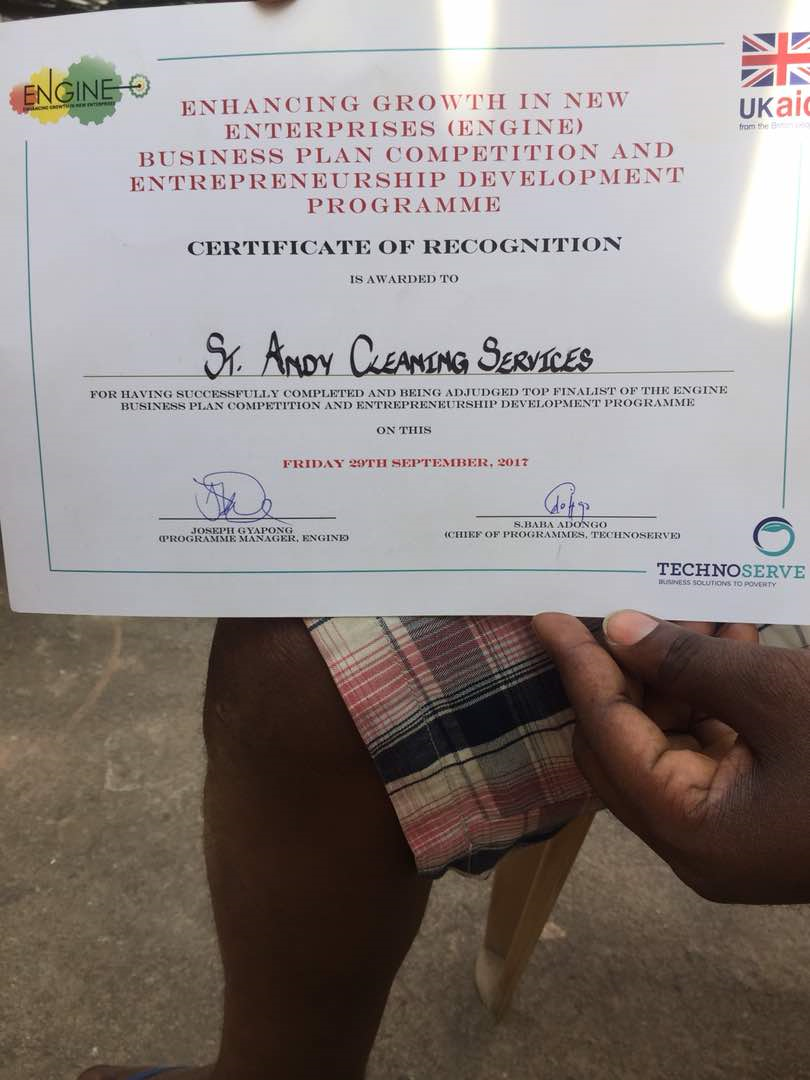 ENGINE
ENHANCING GROWTH IN NEW ENTERPRISES
UKaid
from the British
ENHANCING GROWTH IN NEW
ENTERPRISES (ENGINE)
BUSINESS PLAN COMPETITION AND
ENTREPRENEURSHIP DEVELOPMENT
PROGRAMME
CERTIFICATE OF RECOGNITION
IS AWARDED TO
ST. ANDY CLEANING SERVICES
FOR HAVING SUCCESSFULLY COMPLETED AND BEING ADJUDGED TOP FINALIST OF THE ENGINE
BUSINESS PLAN COMPETITION AND ENTREPRENEURSHIP DEVELOPMENT PROGRAMME
ON THIS
FRIDAY 29TH SEPTEMBER, 2017
JOSEPH GYAPONG
(PROGRAMME MANAGER, ENGINE)
S.BABA ADONGO
(CHIEF OF PROGRAMMES, TECHNOSERVE)
TECHNOSERVE
BUSINESS SOLUTIONS TO POVERTY